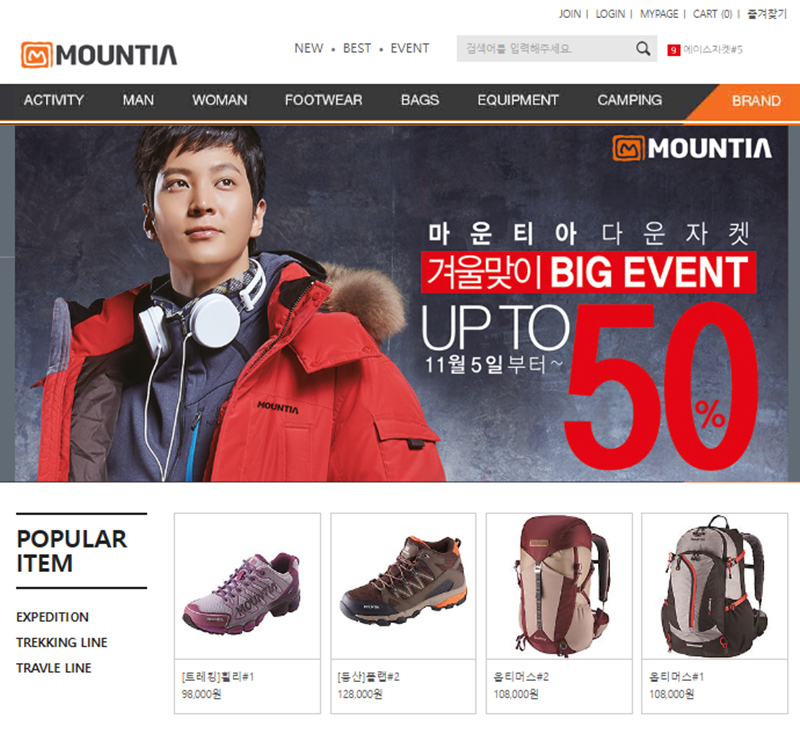 JOIN | LOGIN | MYPAGE | CART (0) | 즐겨찾기
MOUNTIA
NEW • BEST • EVENT
검색어를 입력해주세요.
9 에이스자켓#5
ACTIVITY MAN WOMAN FOOTWEAR BAGS EQUIPMENT CAMPING BRAND
MOUNTIA
마운티아 다운자켓
겨울맞이 BIG EVENT
UP TO
50%
11월 5일부터~
MOUNTIA
POPULAR
ITEM
EXPEDITION
TREKKING LINE
TRAVLE LINE
MOUNTIA
[트레킹]휠리#1
98,000원
[등산]플랩#2
128,000원
옵티머스#2
108,000원
옵티머스#1
108,000원